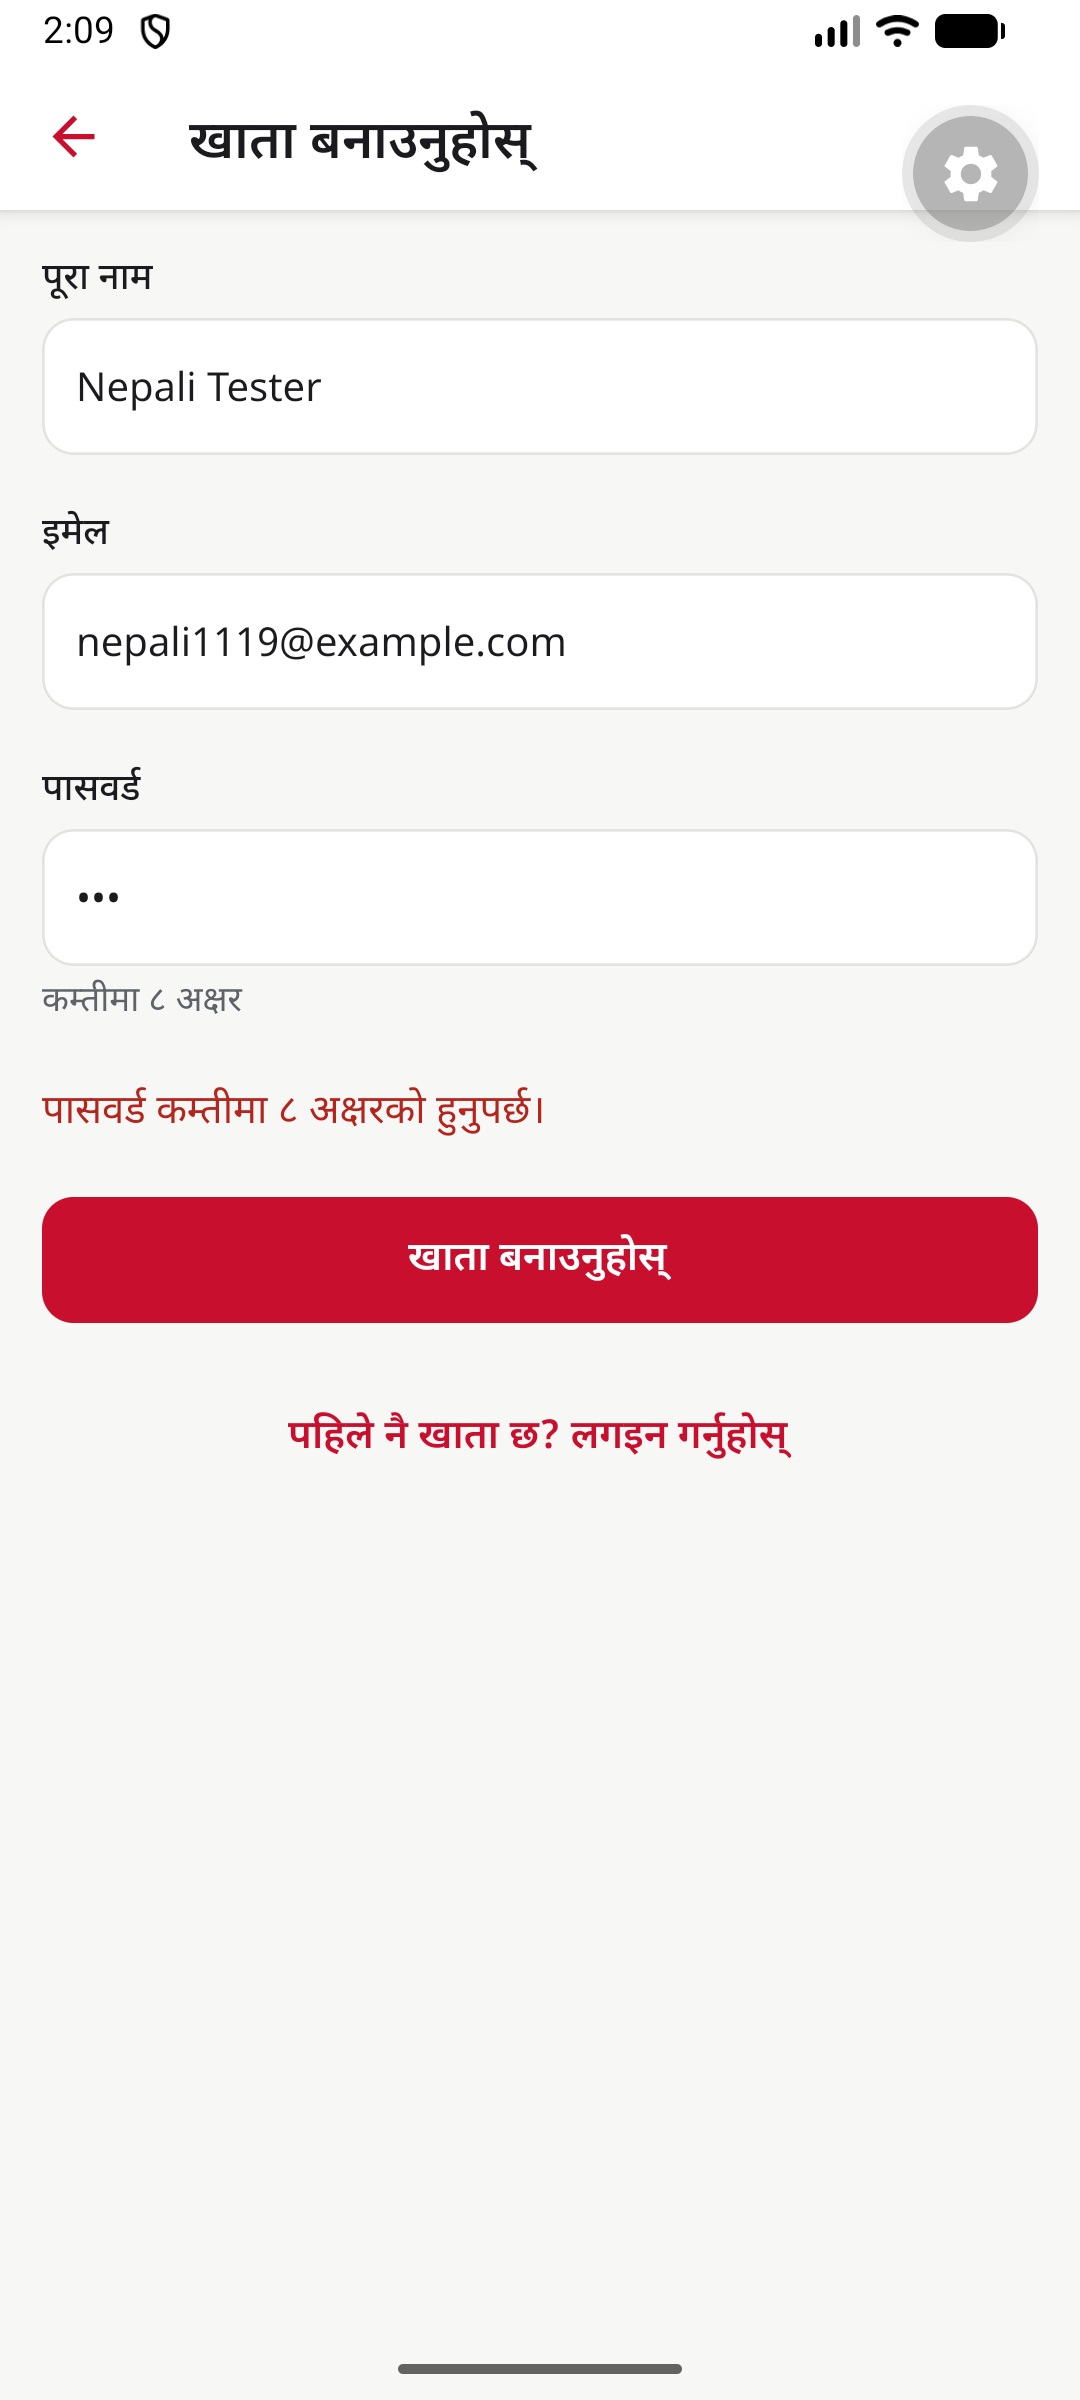 2:09
खाता बनाउनुहोस्
पूरा नाम
Nepali Tester
इमेल
nepali1119@example.com
पासवर्ड
•••
कम्तीमा ८ अक्षर
पासवर्ड कम्तीमा ८ अक्षरको हुनुपर्छ।
खाता बनाउनुहोस्
पहिले नै खाता छ? लगइन गर्नुहोस्